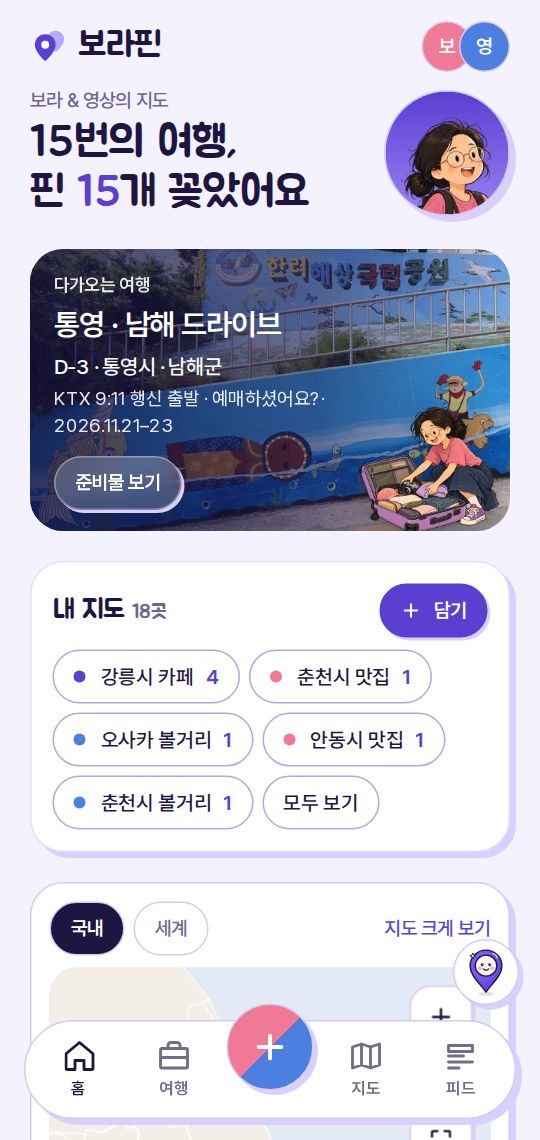 보라핀
보 영
보라 & 영상의 지도
15번의 여행,
핀 15개 꽂았어요
한려해상국립공원
다가오는 여행
통영 · 남해 드라이브
D-3 · 통영시 · 남해군
KTX 9:11 행신 출발 · 예매하셨어요? ·
2026.11.21–23
준비물 보기
내 지도 18곳
+ 담기
강릉시 카페 4
춘천시 맛집 1
오사카 볼거리 1
안동시 맛집 1
춘천시 볼거리 1
모두 보기
국내
세계
지도 크게 보기
홈
여행
지도
피드